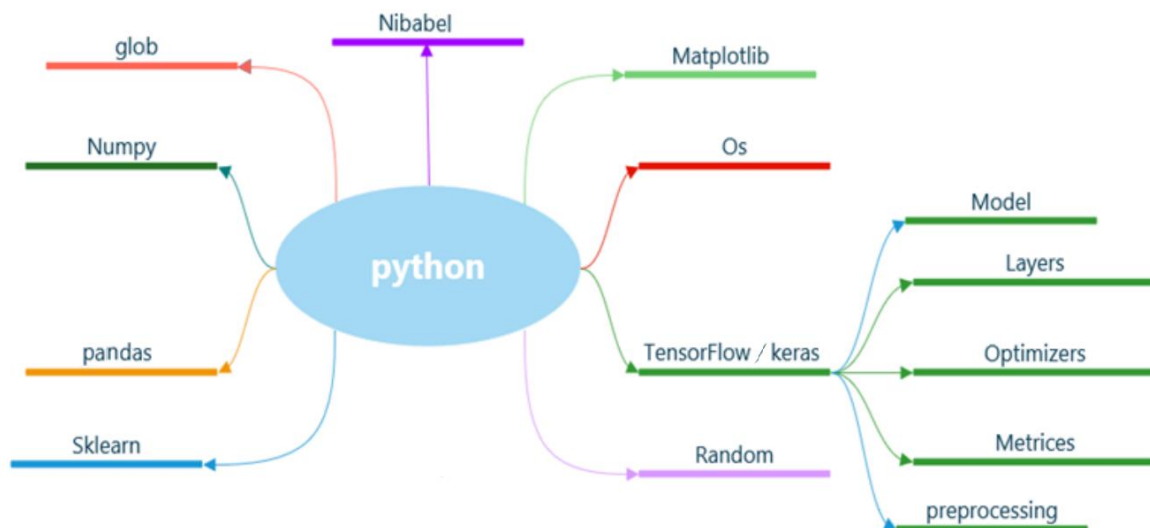 Nibabel
glob
Matplotlib
Numpy
Os
Model
python
Layers
pandas
TensorFlow / keras
Optimizers
Sklearn
Random
Metrices
preprocessing